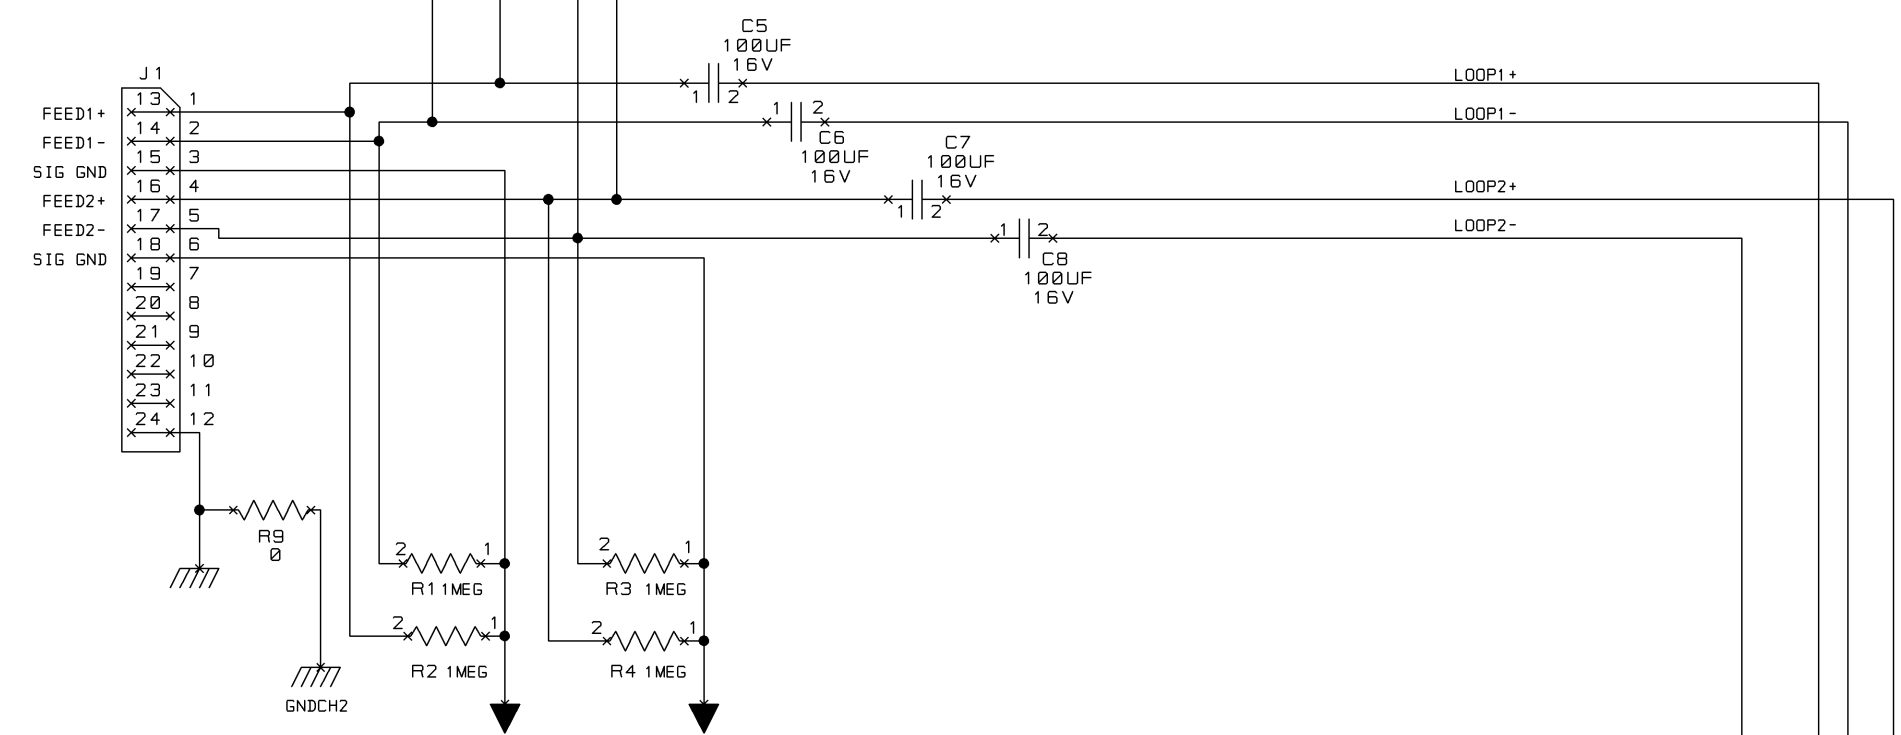 C5
100UF
16V
1 2
LOOP1+
J1
FEED1+ 13 1
FEED1- 14 2
SIG GND 15 3
FEED2+ 16 4
FEED2- 17 5
SIG GND 18 6
19 7
20 8
21 9
22 10
23 11
24 12
1 2
C6
100UF
16V
LOOP1-
C7
100UF
16V
1 2
LOOP2+
1 2
C8
100UF
16V
LOOP2-
R9
0
GNDCH2
2 1
R1 1MEG
2 1
R2 1MEG
2 1
R3 1MEG
2 1
R4 1MEG